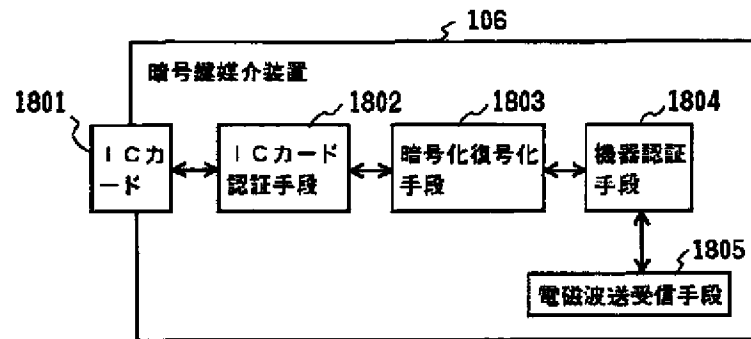 106
暗号鍵媒介装置
1801
1802
1803
1804
ICカ
ード
ICカード
認証手段
暗号化復号化
手段
機器認証
手段
1805
電磁波送受信手段